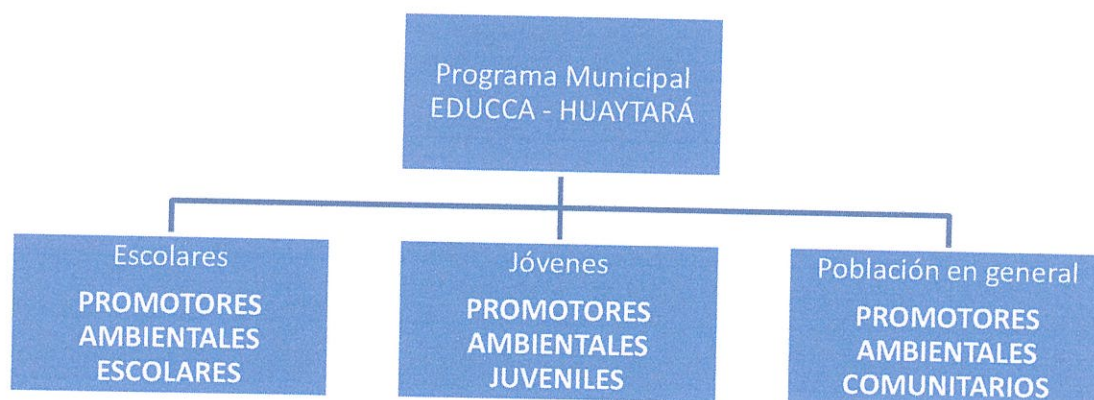 Programa Municipal
EDUCCA - HUAYTARÁ
Escolares
PROMOTORES
AMBIENTALES
ESCOLARES
Jóvenes
PROMOTORES
AMBIENTALES
JUVENILES
Población en general
PROMOTORES
AMBIENTALES
COMUNITARIOS